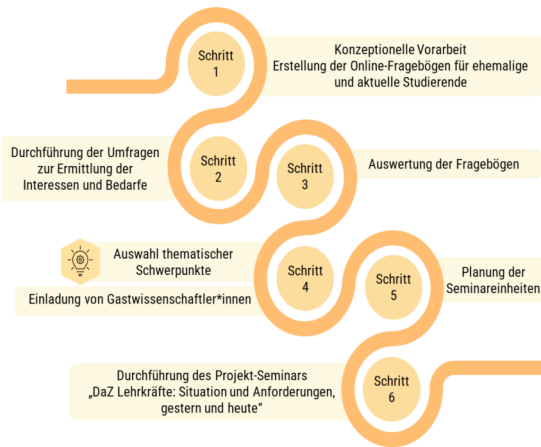 Schritt
1
Konzeptionelle Vorarbeit
Erstellung der Online-Fragebögen für ehemalige
und aktuelle Studierende
Durchführung der Umfragen
zur Ermittlung der
Interessen und Bedarfe
Schritt
2
Schritt
3
Auswertung der Fragebögen
Auswahl thematischer
Schwerpunkte
Einladung von Gastwissenschaftler*innen
Schritt
4
Schritt
5
Planung der
Seminareinheiten
Durchführung des Projekt-Seminars
„DaZ Lehrkräfte: Situation und Anforderungen,
gestern und heute“
Schritt
6